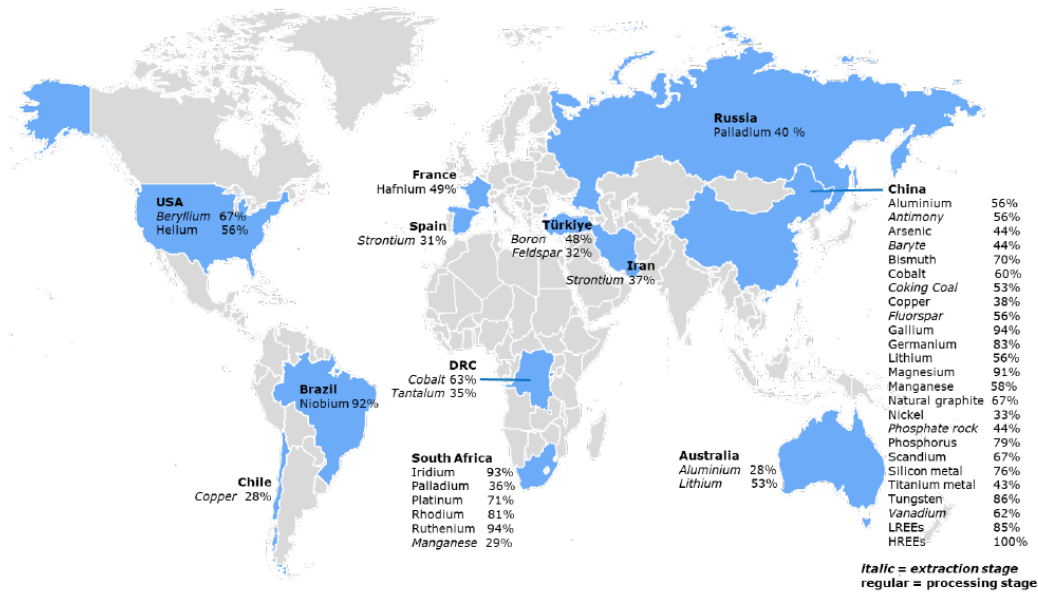 Russia
Palladium 40 %
France
Hafnium 49%
USA
Beryllium 67%
Helium 56%
Spain
Strontium 31%
Türkiye
Boron 48%
Feldspar 32%
Iran
Strontium 37%
China
Aluminium 56%
Antimony 56%
Arsenic 44%
Baryte 44%
Bismuth 70%
Cobalt 60%
Coking Coal 53%
Copper 38%
Fluorspar 56%
Gallium 94%
Germanium 83%
Lithium 56%
Magnesium 91%
Manganese 58%
Natural graphite 67%
Nickel 33%
Phosphate rock 44%
Phosphorus 79%
Scandium 67%
Silicon metal 76%
Titanium metal 43%
Tungsten 86%
Vanadium 62%
LREEs 85%
HREEs 100%
DRC
Cobalt 63%
Tantalum 35%
Brazil
Niobium 92%
South Africa
Iridium 93%
Palladium 36%
Platinum 71%
Rhodium 81%
Ruthenium 94%
Manganese 29%
Australia
Aluminium 28%
Lithium 53%
Chile
Copper 28%
italic = extraction stage
regular = processing stage